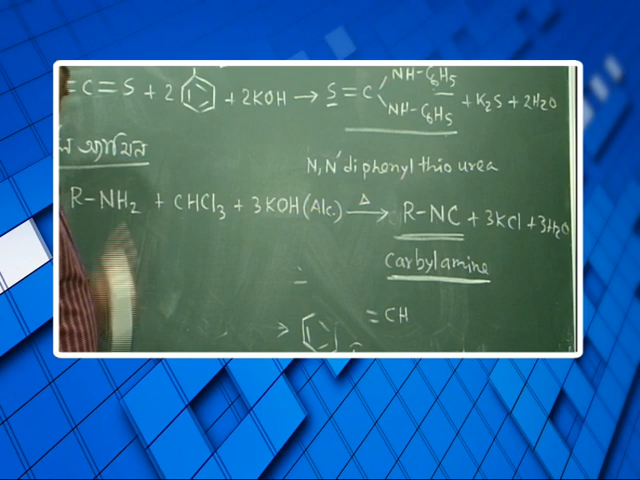 =C=S + 2 + 2KOH → S=C NH-C6H5 NH-C6H5 + K2S + 2H2O
N, N' diphenyl thio urea
R-NH2 + CHCl3 + 3KOH (Alc.) Δ→ R-NC + 3KCl + 3H2O
Carbylamine
=CH
→